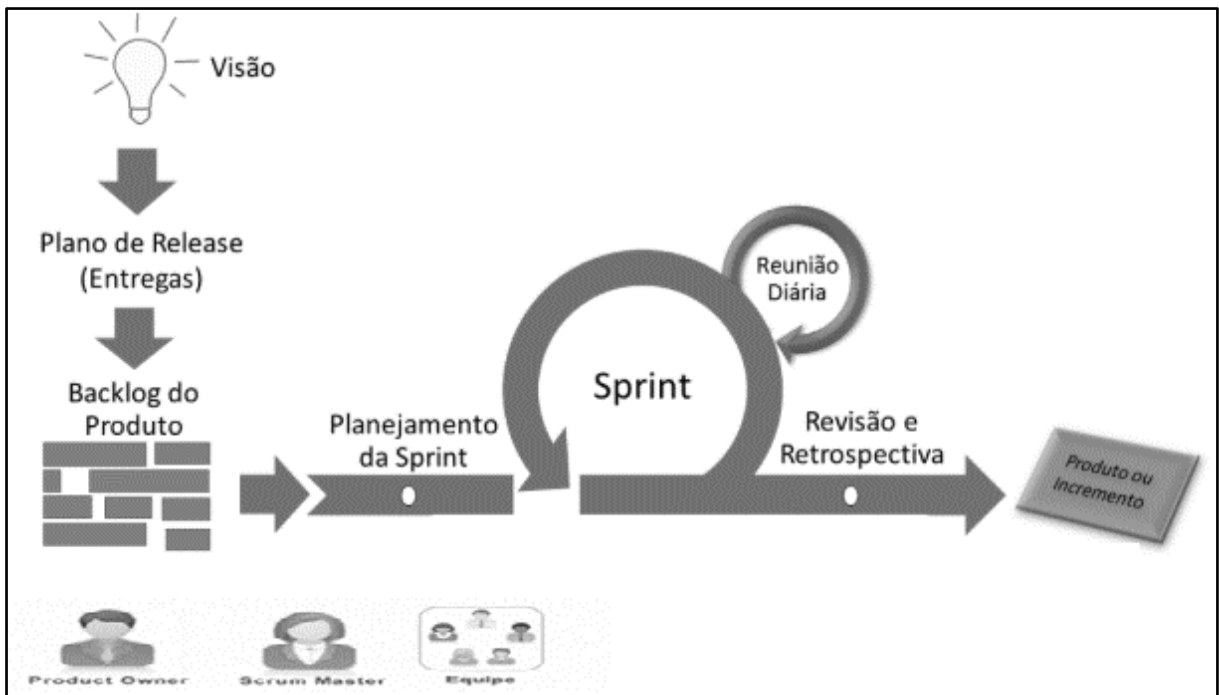 Visão
Plano de Release
(Entregas)
Backlog do
Produto
Planejamento
da Sprint
Sprint
Reunião
Diária
Revisão e
Retrospectiva
Produto ou
Incremento
Product Owner
Scrum Master
Equipe